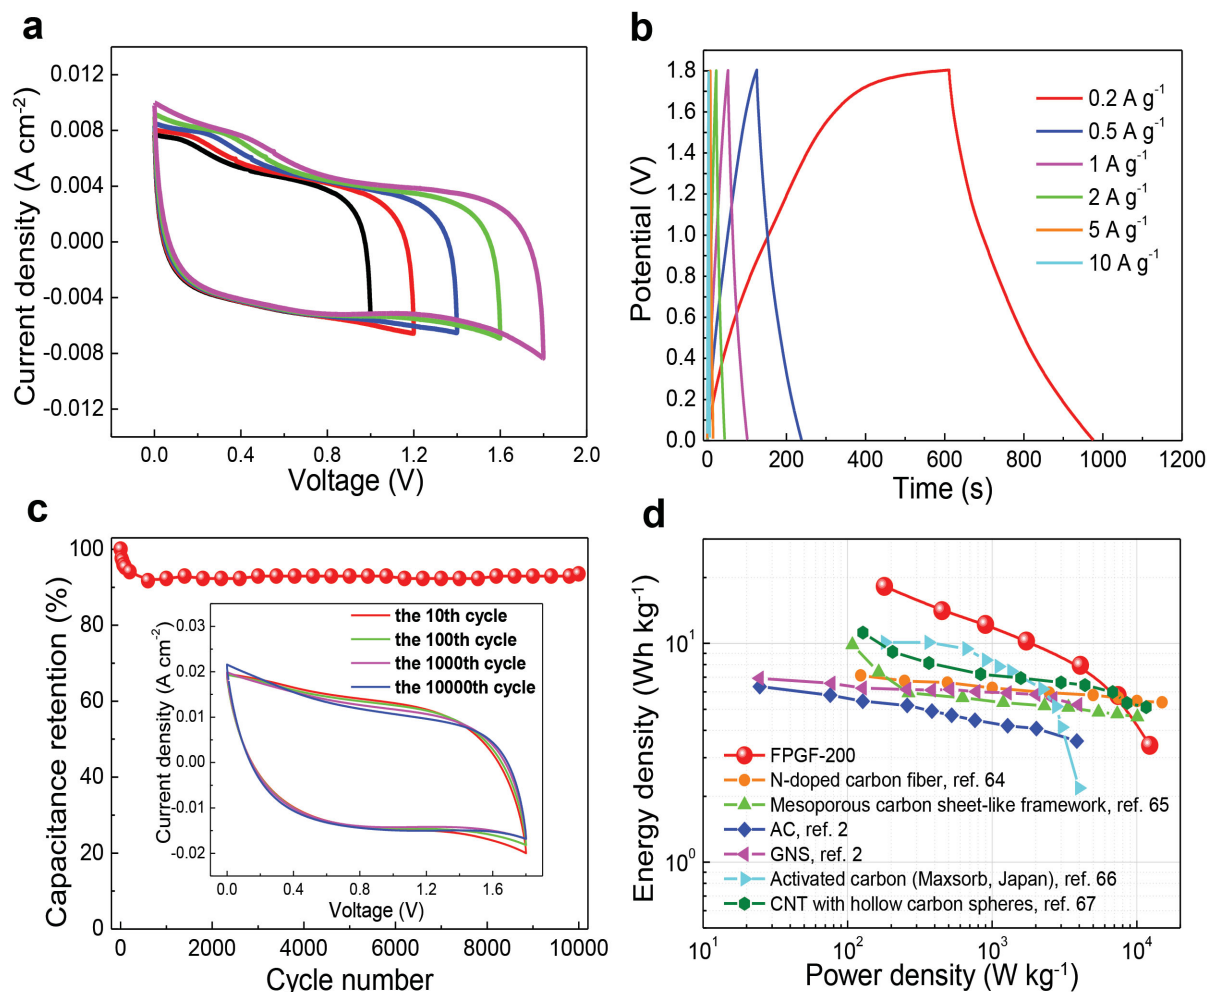 a
0.012
0.008
0.004
0.000
-0.004
-0.008
-0.012
Current density (A cm⁻²)
0.0
0.4
0.8
1.2
1.6
2.0
Voltage (V)
b
1.8
1.6
1.4
1.2
1.0
0.8
0.6
0.4
0.2
0.0
Potential (V)
0.2 A g⁻¹
0.5 A g⁻¹
1 A g⁻¹
2 A g⁻¹
5 A g⁻¹
10 A g⁻¹
0
200
400
600
800
1000
1200
Time (s)
c
100
80
60
40
20
0
Capacitance retention (%)
the 10th cycle
the 100th cycle
the 1000th cycle
the 10000th cycle
0.03
0.02
0.01
0.00
-0.01
-0.02
Current density (A cm⁻²)
0.0
0.4
0.8
1.2
1.6
Voltage (V)
0
2000
4000
6000
8000
10000
Cycle number
d
10¹
10⁰
Energy density (Wh kg⁻¹)
FPGF-200
N-doped carbon fiber, ref. 64
Mesoporous carbon sheet-like framework, ref. 65
AC, ref. 2
GNS, ref. 2
Activated carbon (Maxsorb, Japan), ref. 66
CNT with hollow carbon spheres, ref. 67
10¹
10²
10³
10⁴
Power density (W kg⁻¹)